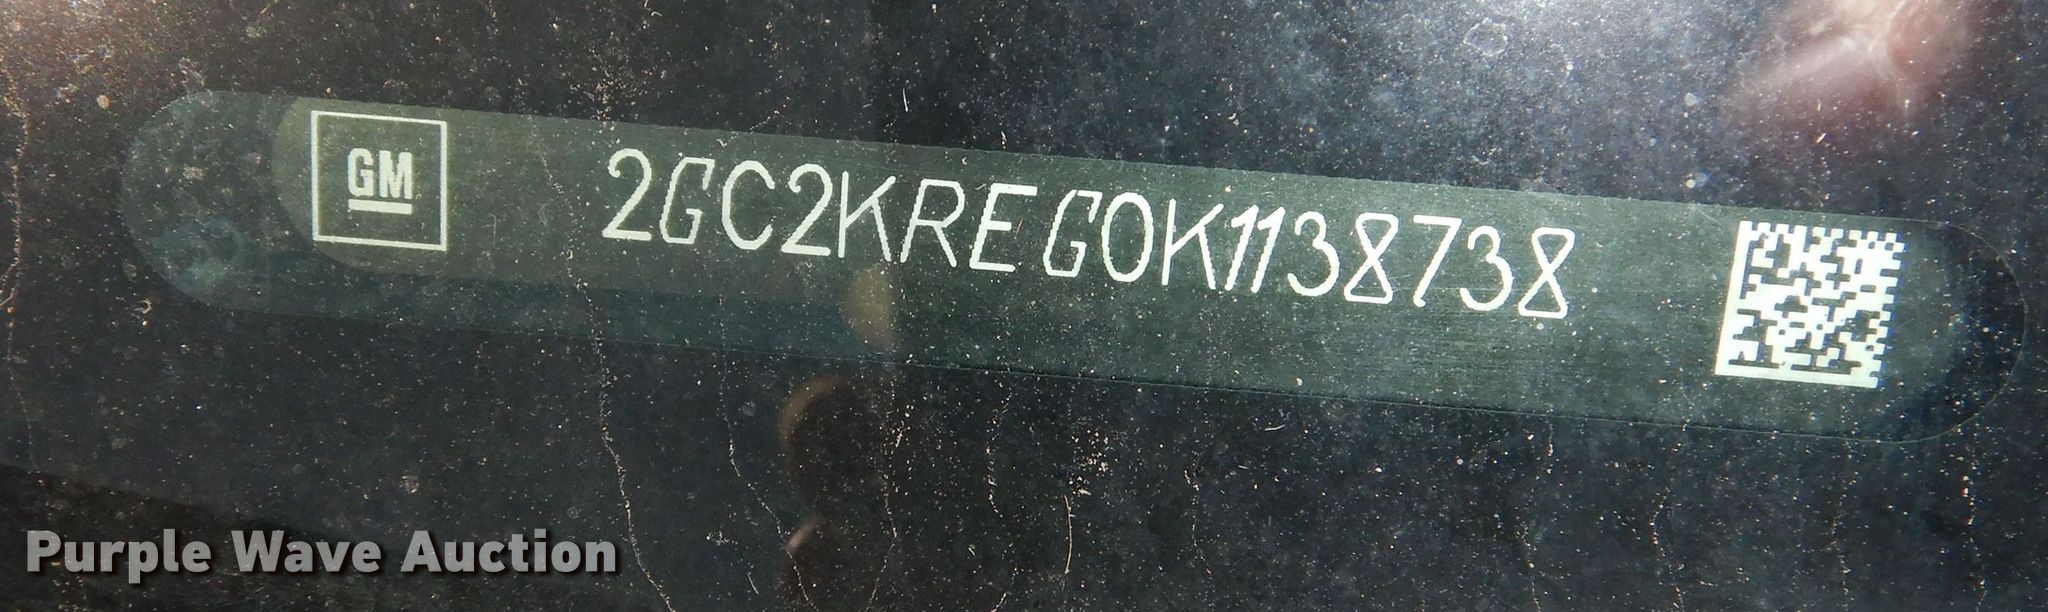 GM
2GC2KREG0K1138738
Purple Wave Auction